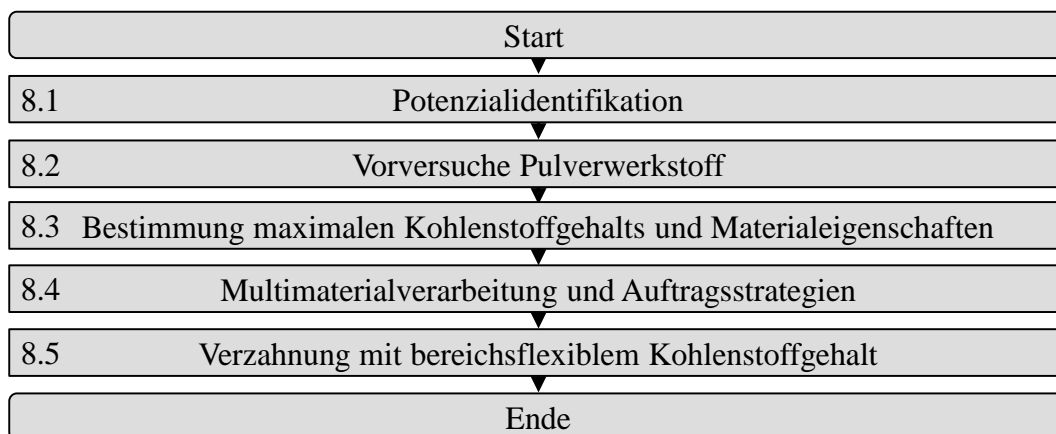 Start
8.1 Potenzialidentifikation
8.2 Vorversuche Pulverwerkstoff
8.3 Bestimmung maximalen Kohlenstoffgehalts und Materialeigenschaften
8.4 Multimaterialverarbeitung und Auftragsstrategien
8.5 Verzahnung mit bereichsflexiblem Kohlenstoffgehalt
Ende